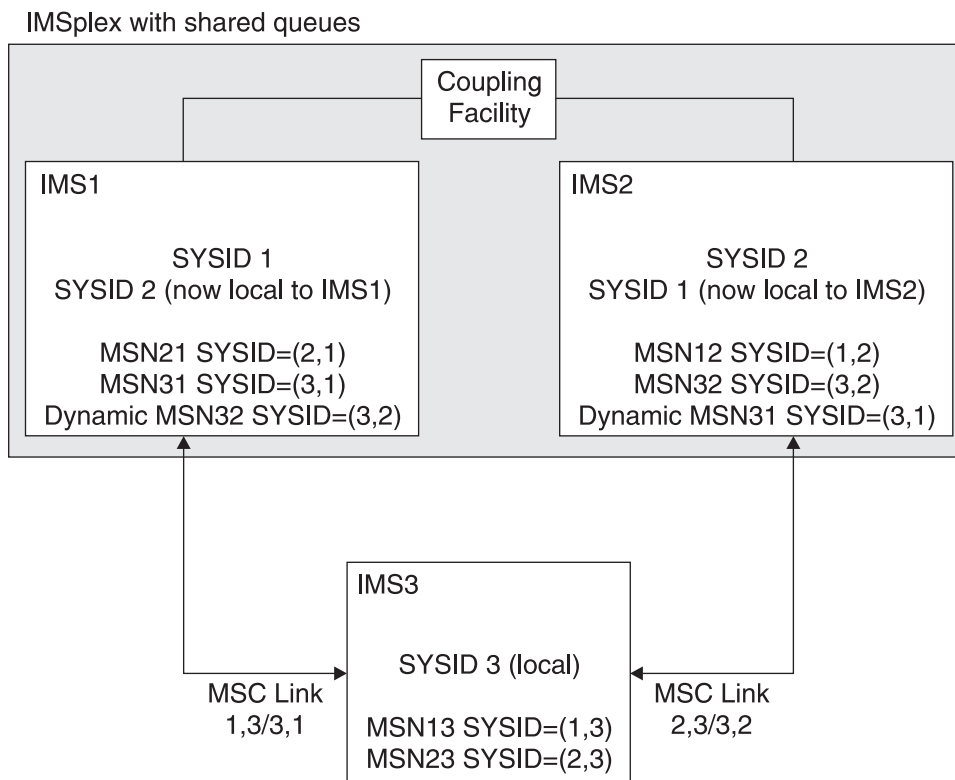 IMSplex with shared queues
Coupling
Facility
IMS1
SYSID 1
SYSID 2 (now local to IMS1)
MSN21 SYSID=(2,1)
MSN31 SYSID=(3,1)
Dynamic MSN32 SYSID=(3,2)
IMS2
SYSID 2
SYSID 1 (now local to IMS2)
MSN12 SYSID=(1,2)
MSN32 SYSID=(3,2)
Dynamic MSN31 SYSID=(3,1)
IMS3
SYSID 3 (local)
MSN13 SYSID=(1,3)
MSN23 SYSID=(2,3)
MSC Link
1,3/3,1
MSC Link
2,3/3,2